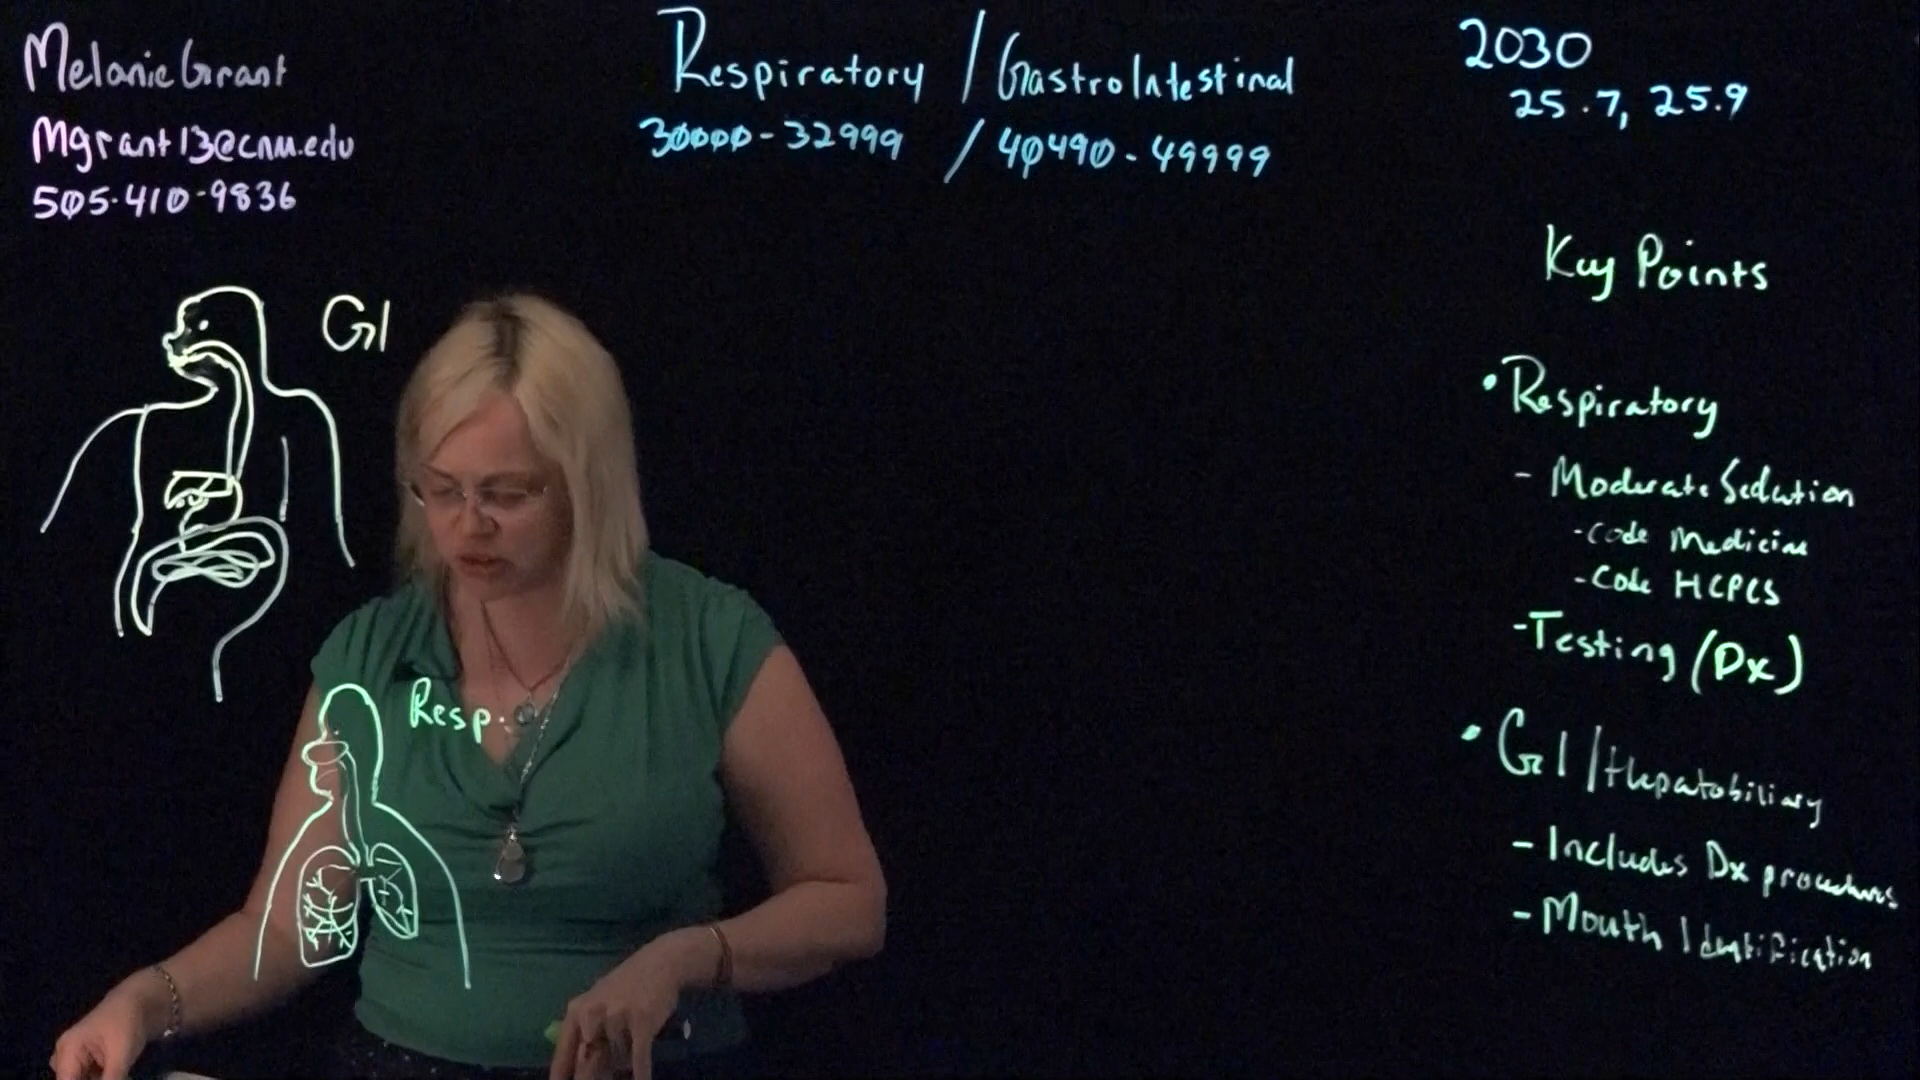 Melanie Grant
Mgrant13@cnm.edu
505-410-9836
Respiratory / GastroIntestinal
30000-32999 / 40490-49999
2030
25.7, 25.9
Key Points
• Respiratory
- Moderate Sedation
- Code Medicine
- Code HCPCS
- Testing (Dx)
• GI / Hepatobiliary
- Includes Dx procedures
- Mouth Identification
GI
Resp.